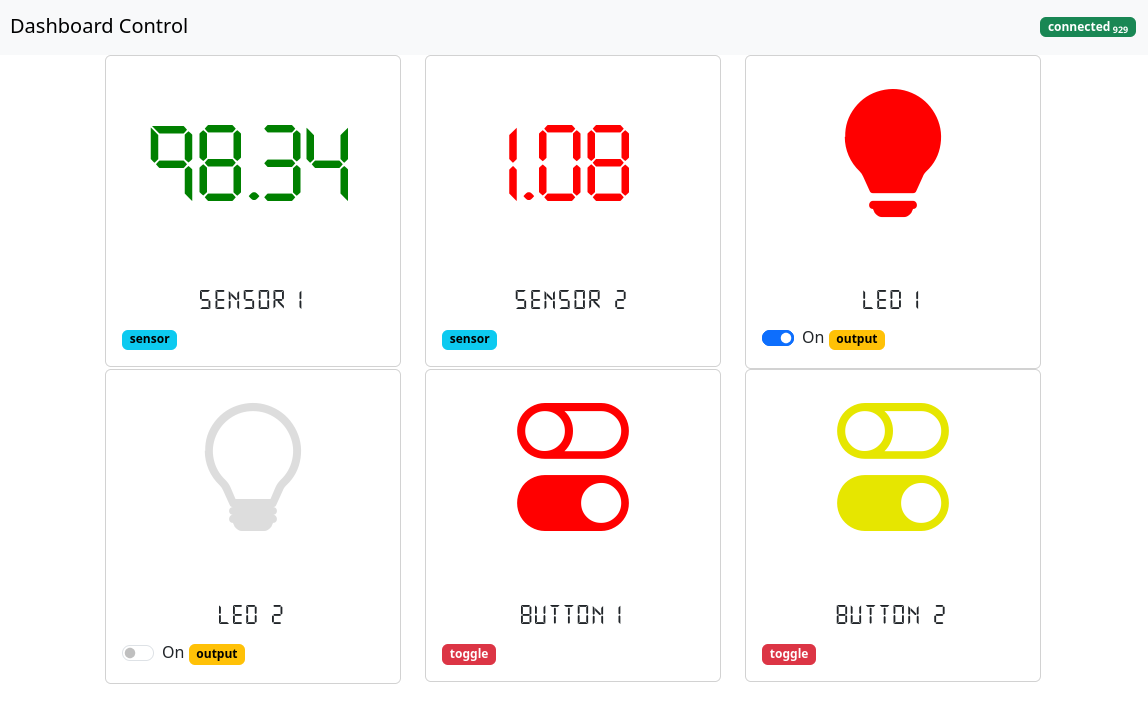 Dashboard Control
connected 929
98.34
1.08
SENSOR 1
SENSOR 2
LED 1
sensor
sensor
On output
LED 2
BUTTON 1
BUTTON 2
On output
toggle
toggle